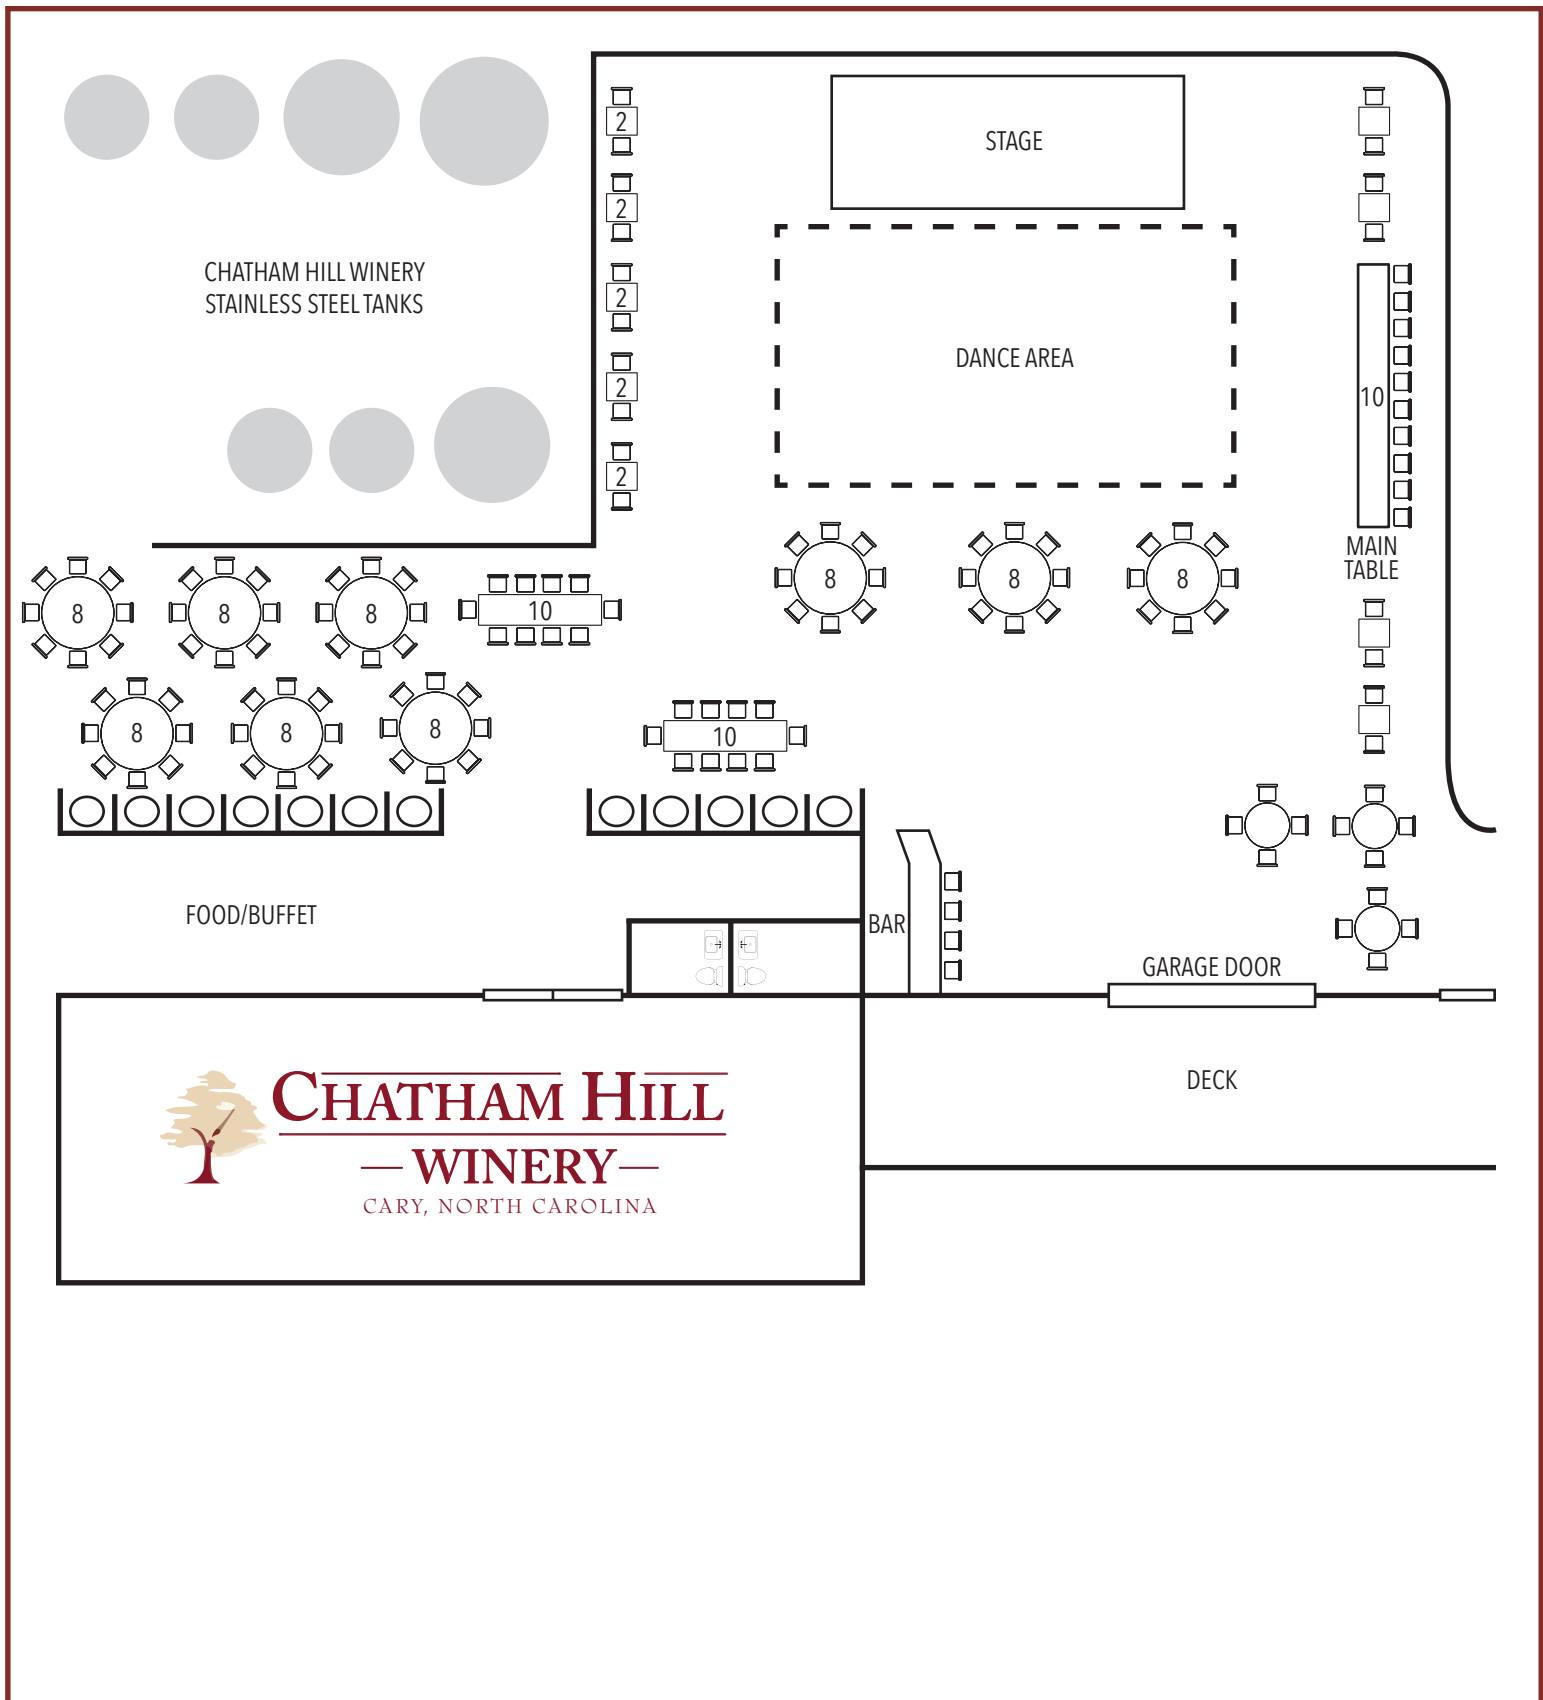 2
STAGE
2
CHATHAM HILL WINERY
STAINLESS STEEL TANKS
2
DANCE AREA
2
10
2
MAIN
TABLE
8
8
8
8
8
8
10
8
8
8
10
FOOD/BUFFET
BAR
GARAGE DOOR
DECK
CHATHAM HILL
WINERY
CARY, NORTH CAROLINA